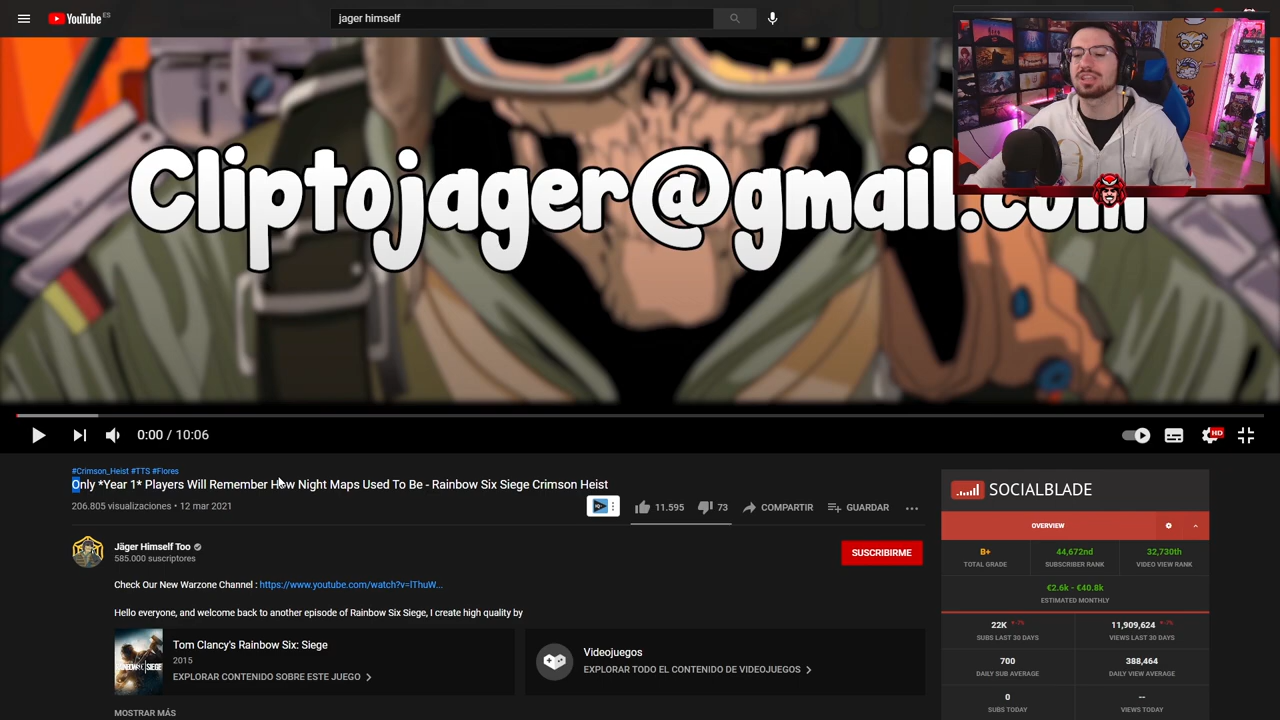 YouTube ES
jager himself
Cliptojager@gmail.com
0:00 / 10:06
HD
#Crimson_Heist #TTS #Flores
Only *Year 1* Players Will Remember How Night Maps Used To Be - Rainbow Six Siege Crimson Heist
206.805 visualizaciones • 12 mar 2021
11.595
73
COMPARTIR
GUARDAR
Jäger Himself Too
585.000 suscriptores
SUSCRIBIRME
Check Our New Warzone Channel : https://www.youtube.com/watch?v=lThuW...
Hello everyone, and welcome back to another episode of Rainbow Six Siege, I create high quality by
Tom Clancy's Rainbow Six: Siege
2015
EXPLORAR CONTENIDO SOBRE ESTE JUEGO
Videojuegos
EXPLORAR TODO EL CONTENIDO DE VIDEOJUEGOS
MOSTRAR MÁS
SOCIALBLADE
OVERVIEW
B+
TOTAL GRADE
44,672nd
SUBSCRIBER RANK
32,730th
VIDEO VIEW RANK
€2.6k - €40.8k
ESTIMATED MONTHLY
22K
SUBS LAST 30 DAYS
11,909,624
VIEWS LAST 30 DAYS
700
DAILY SUB AVERAGE
388,464
DAILY VIEW AVERAGE
0
SUBS TODAY
--
VIEWS TODAY